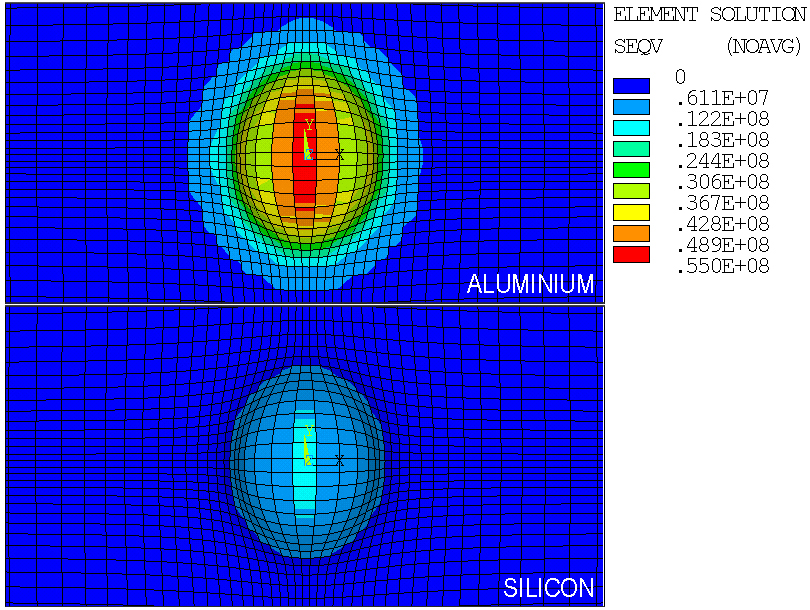 ELEMENT SOLUTION
SEQV (NOAVG)
0
.611E+07
.122E+08
.183E+08
.244E+08
.306E+08
.367E+08
.428E+08
.489E+08
.550E+08
Y
X
ALUMINIUM
Y
X
SILICON